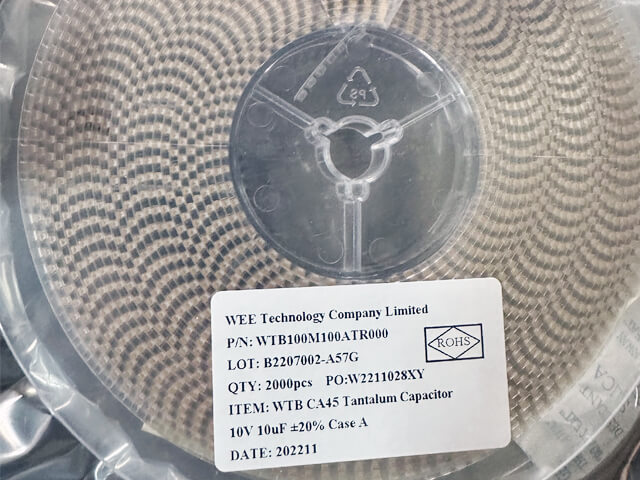 PS
WEE Technology Company Limited
P/N: WTB100M100ATR000
LOT: B2207002-A57G
ROHS
QTY: 2000pcs PO:W2211028XY
ITEM: WTB CA45 Tantalum Capacitor
10V 10uF ±20% Case A
DATE: 202211